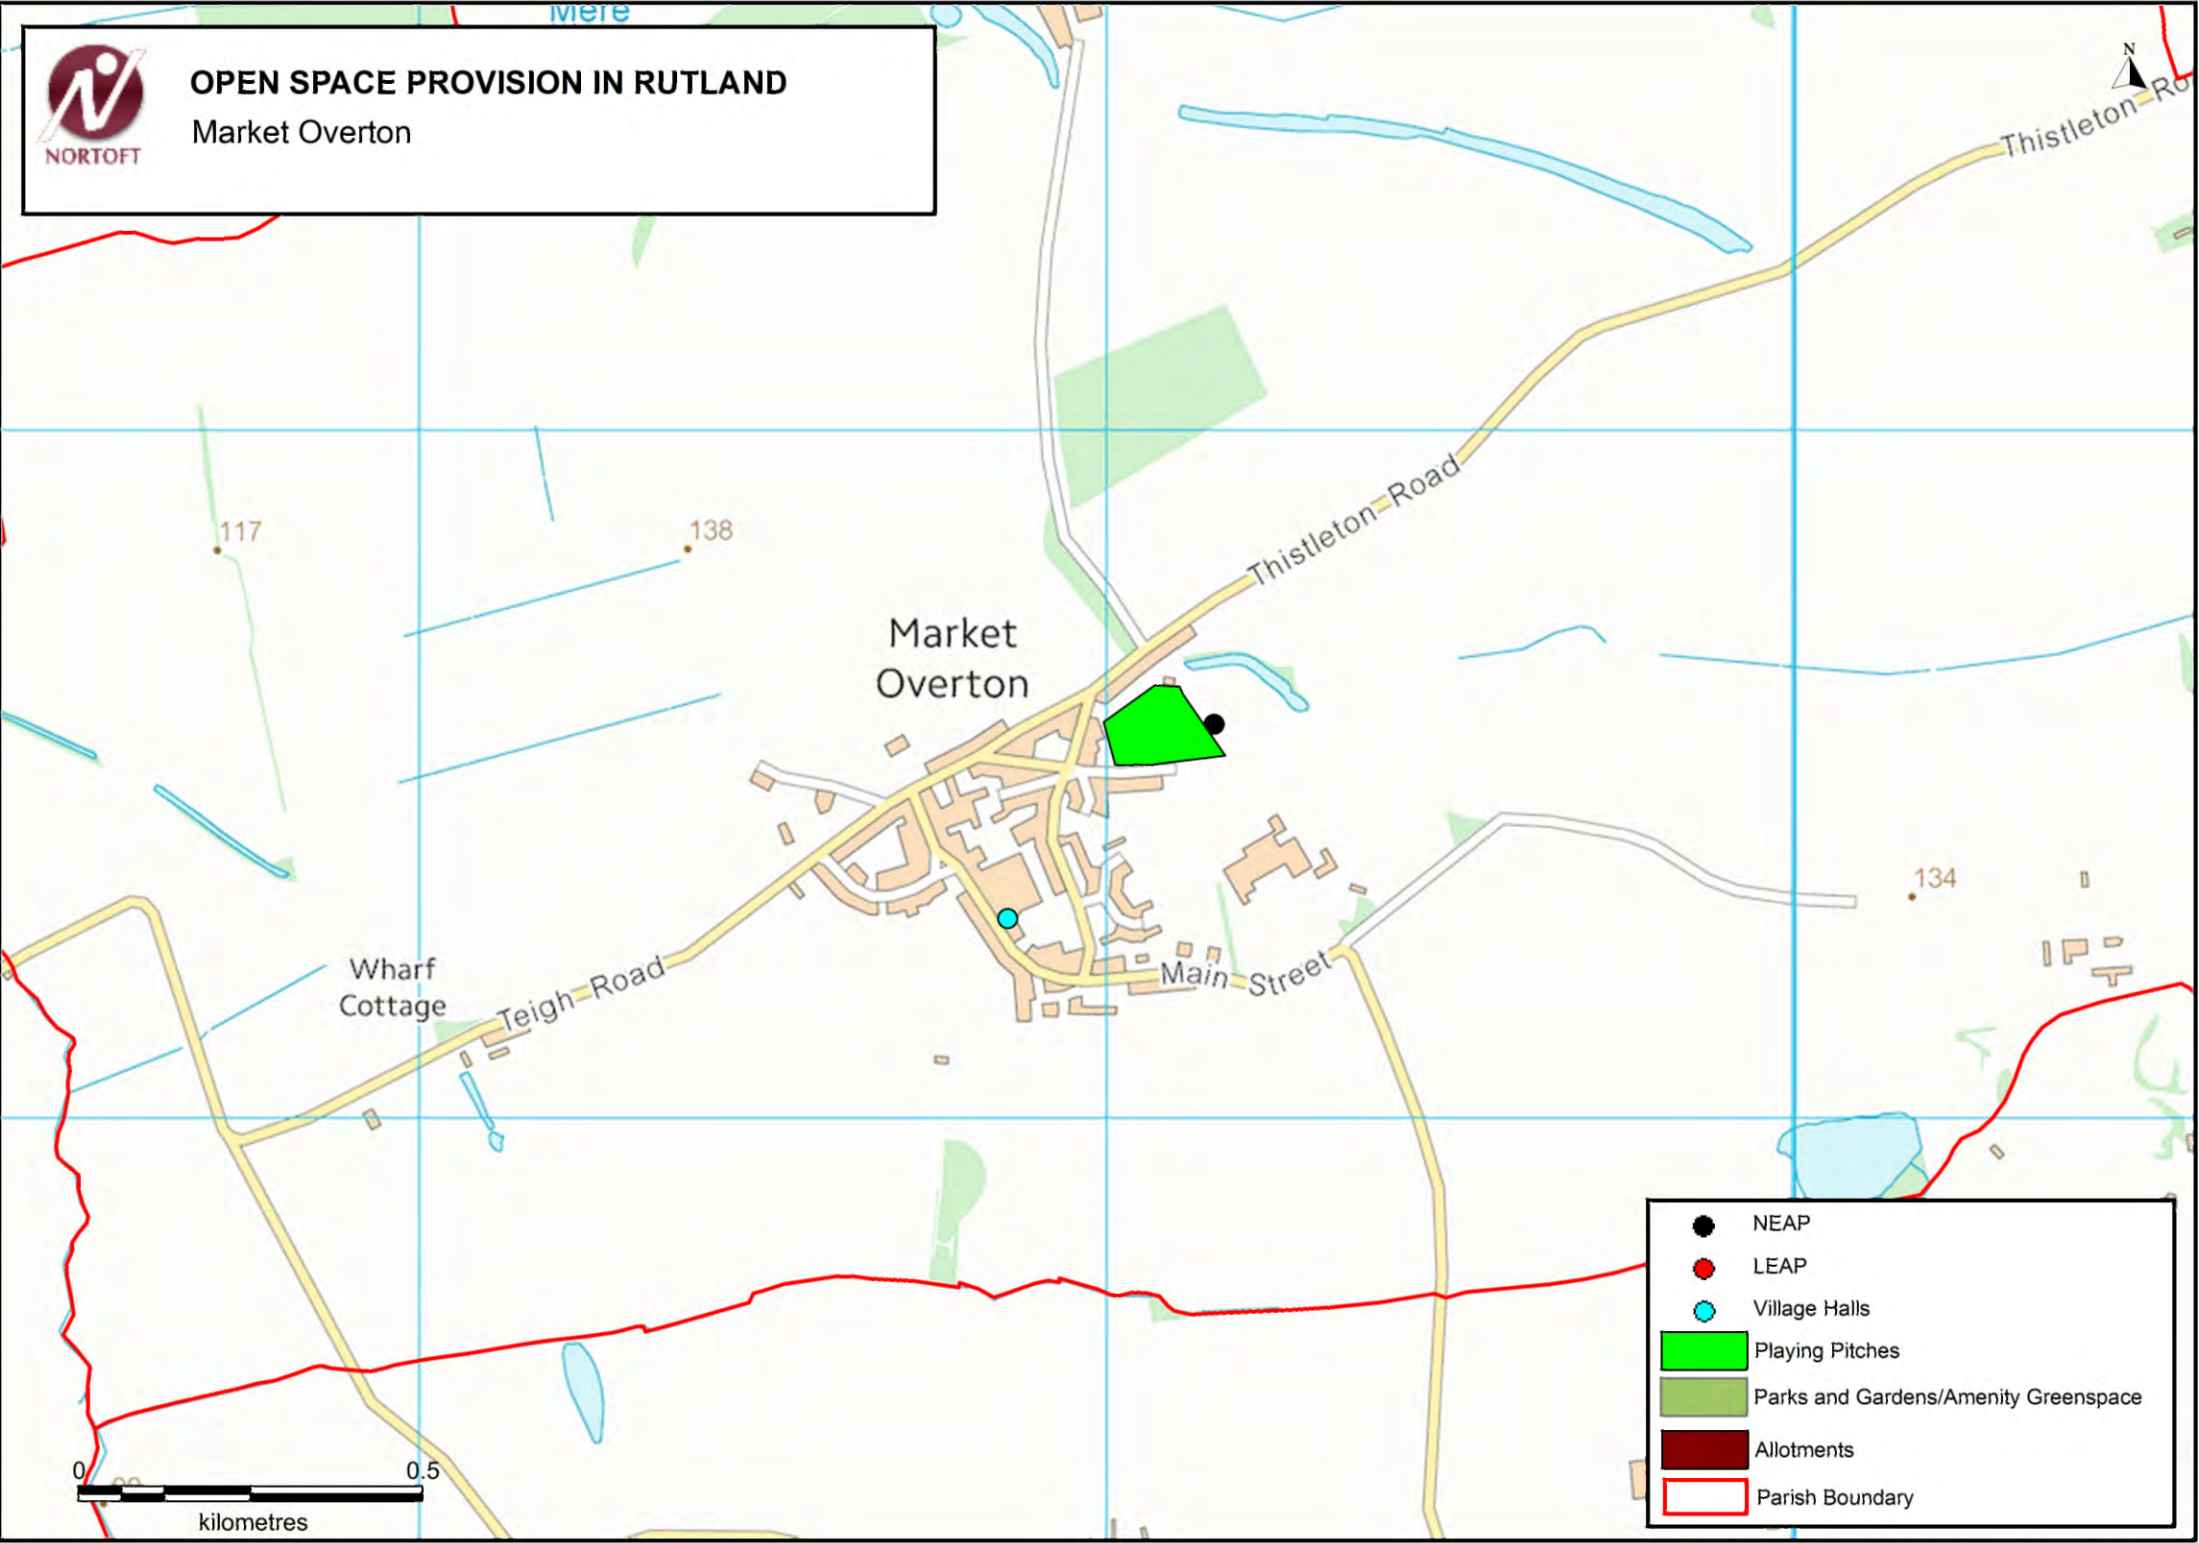 Mere
NORTOFT
OPEN SPACE PROVISION IN RUTLAND
Market Overton
N
Thistleton Ro
Thistleton Road
117
138
Market
Overton
134
Wharf
Cottage
Teigh Road
Main Street
NEAP
LEAP
Village Halls
Playing Pitches
Parks and Gardens/Amenity Greenspace
Allotments
Parish Boundary
0 0.5
kilometres